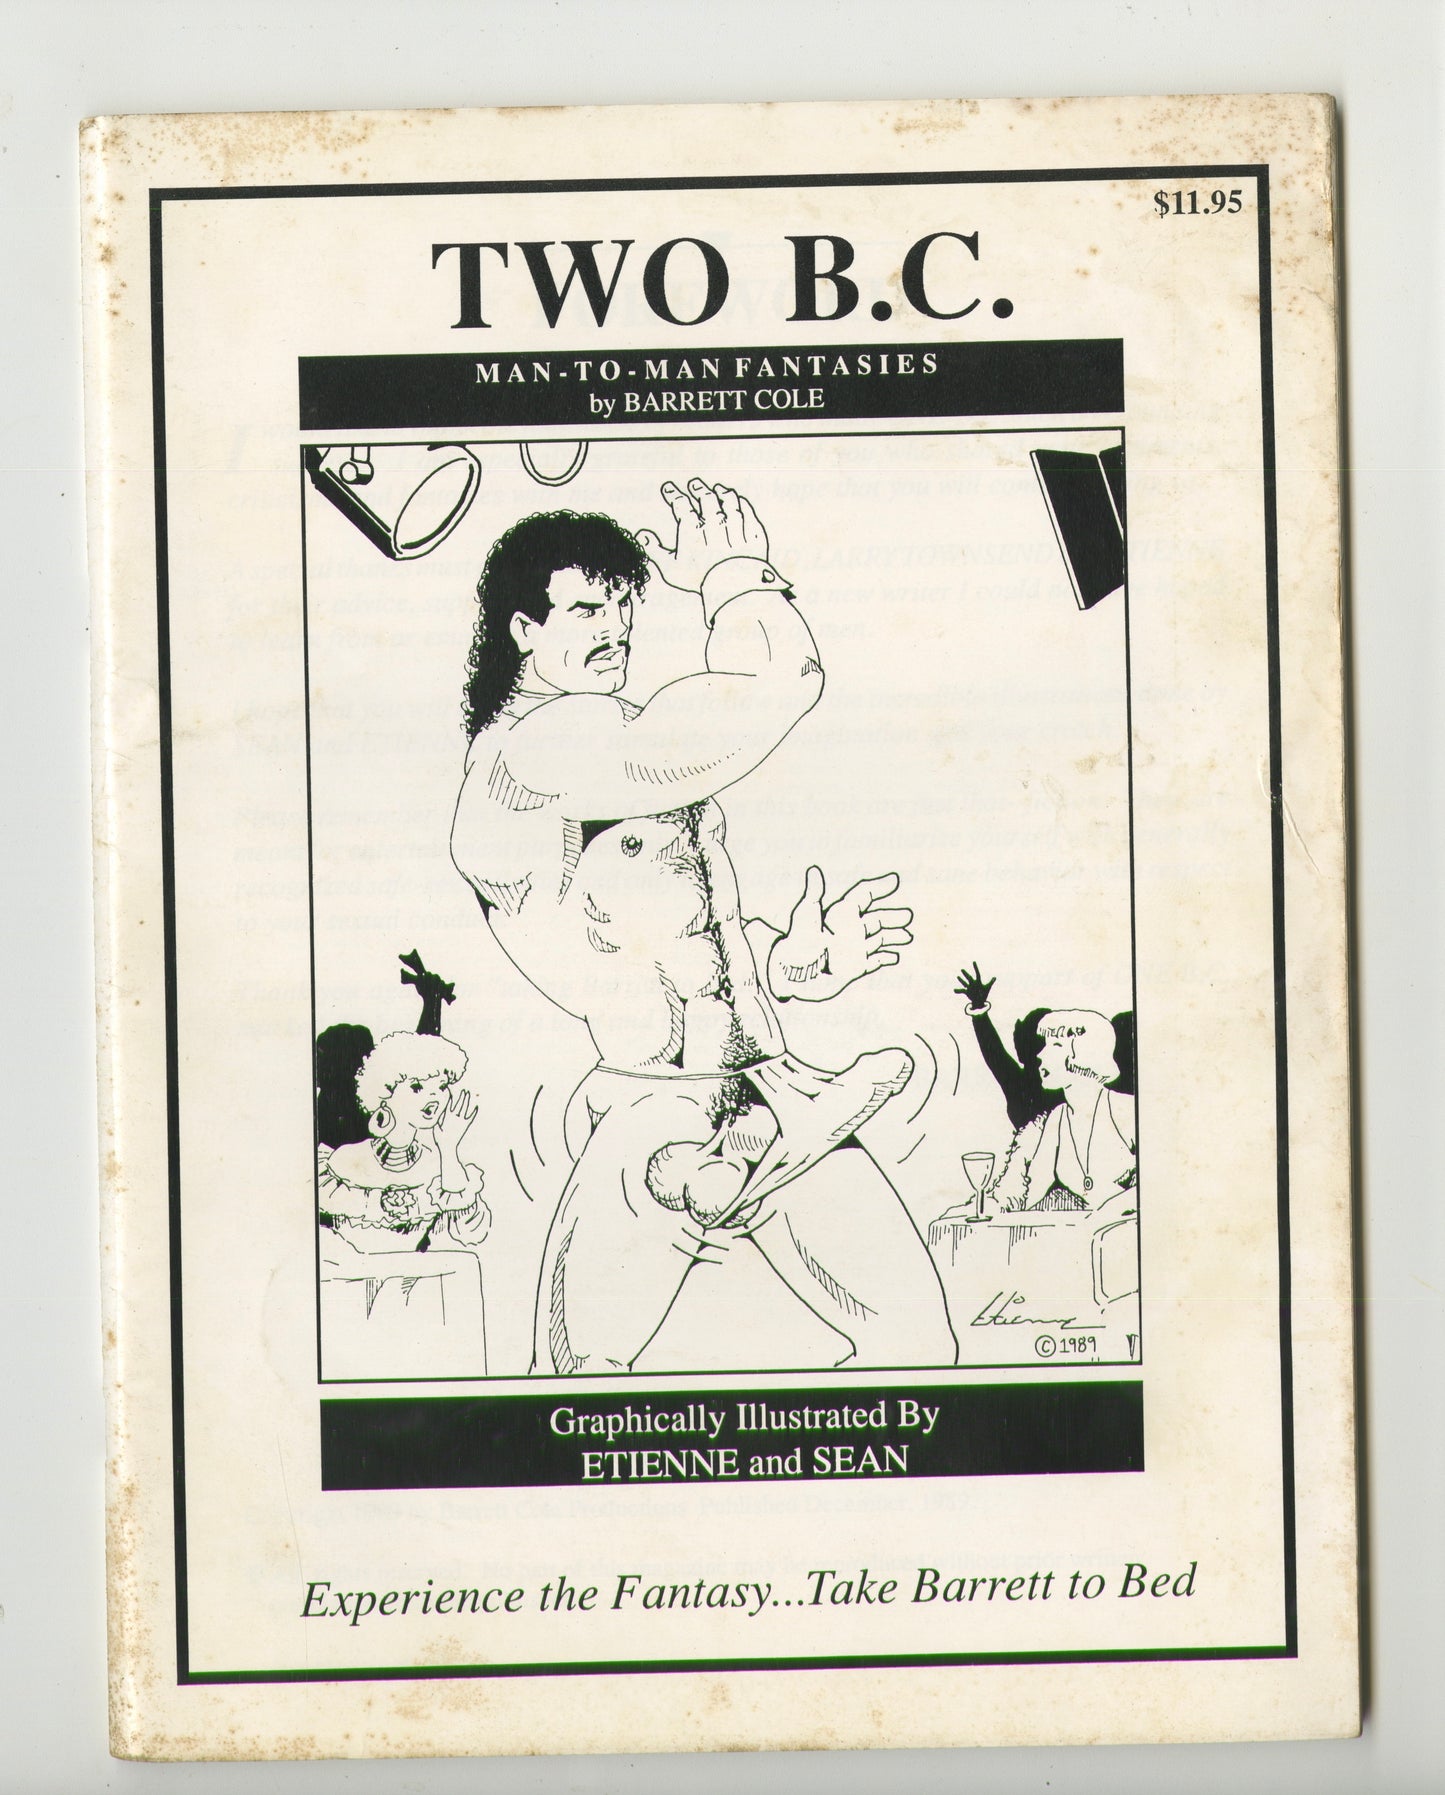 $11.95
TWO B.C.
MAN-TO-MAN FANTASIES
by BARRETT COLE
Etienne
©1989
Graphically Illustrated By
ETIENNE and SEAN
Experience the Fantasy...Take Barrett to Bed